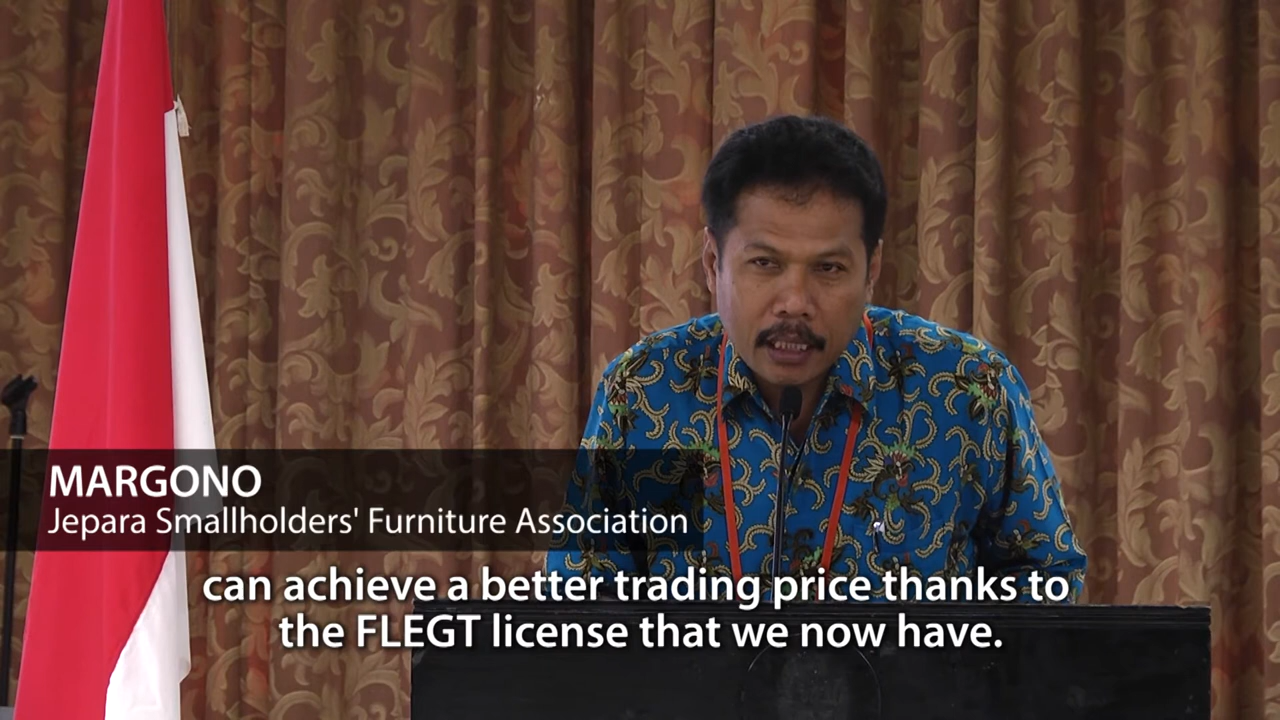 MARGONO
Jepara Smallholders' Furniture Association
can achieve a better trading price thanks to
the FLEGT license that we now have.